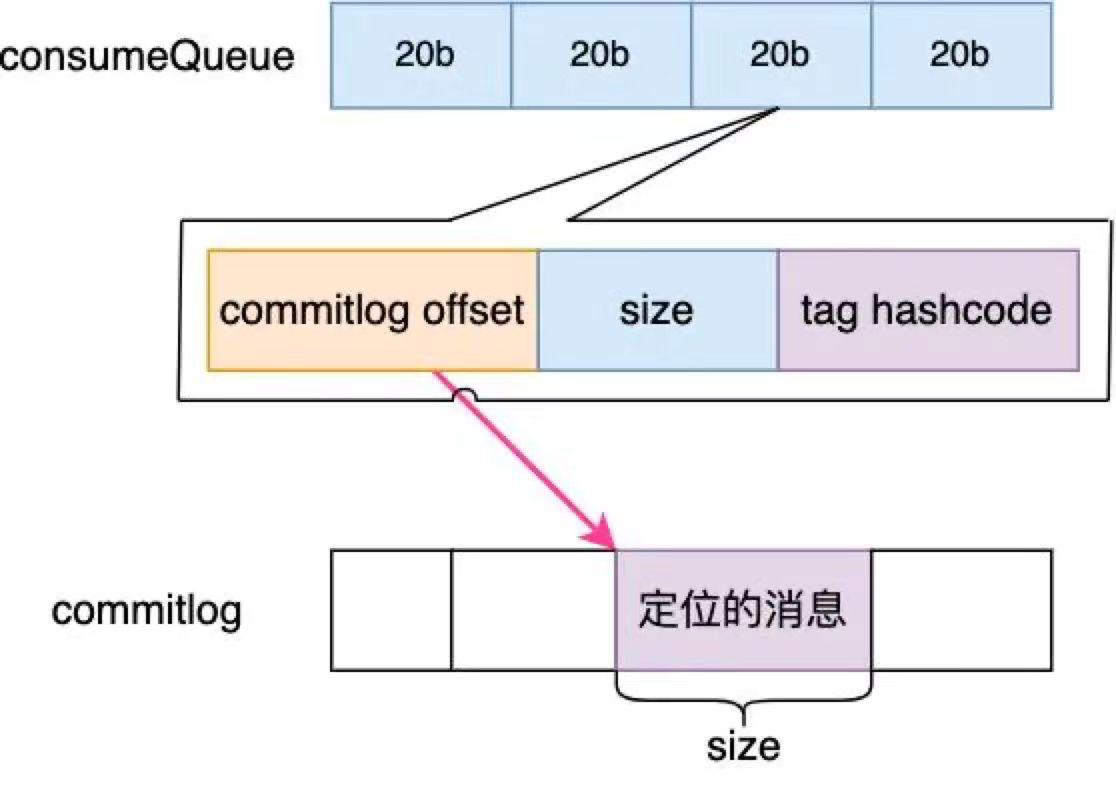 consumeQueue
20b
20b
20b
20b
commitlog offset
size
tag hashcode
commitlog
定位的消息
size